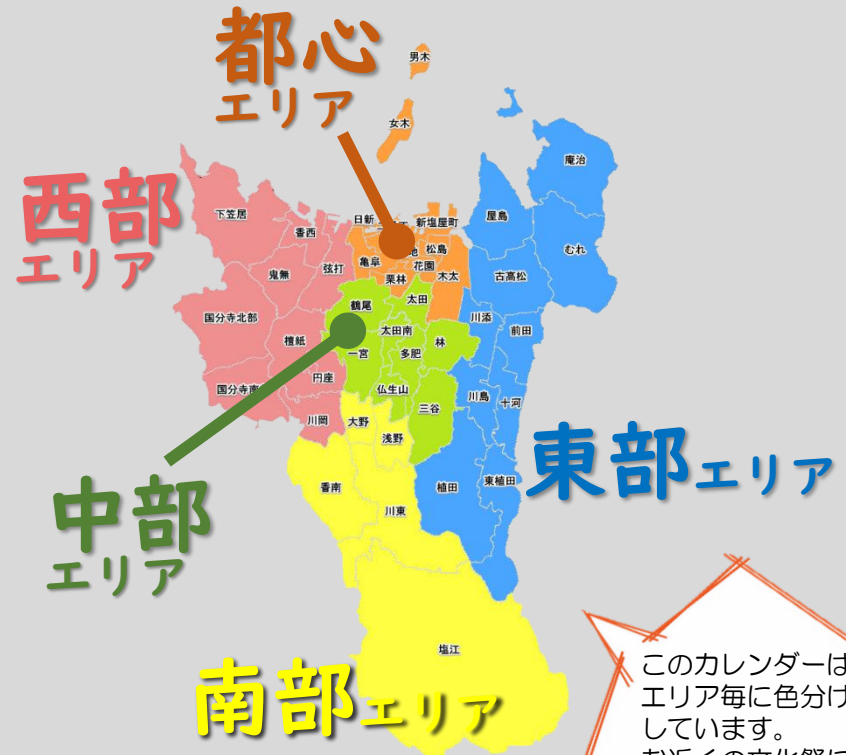 都心
エリア
男木
女木
西部
エリア
庵治
下笠居
香西
日新
新塩屋町
屋島
むれ
鬼無
弦打
亀阜
松島
花園
栗林
木太
古高松
国分寺北部
鶴尾
太田
川添
前田
檀紙
一宮
太田南
多肥
林
円座
仏生山
国分寺南
三谷
川島
十河
川岡
大野
浅野
東部エリア
香南
植田
東植田
川東
中部
エリア
塩江
南部エリア
このカレンダーは
エリア毎に色分け
しています。